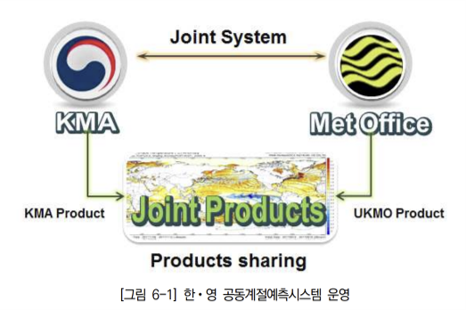 Joint System
KMA
Met Office
KMA Product
Joint Products
UKMO Product
Products sharing
[그림 6-1] 한・영 공동계절예측시스템 운영